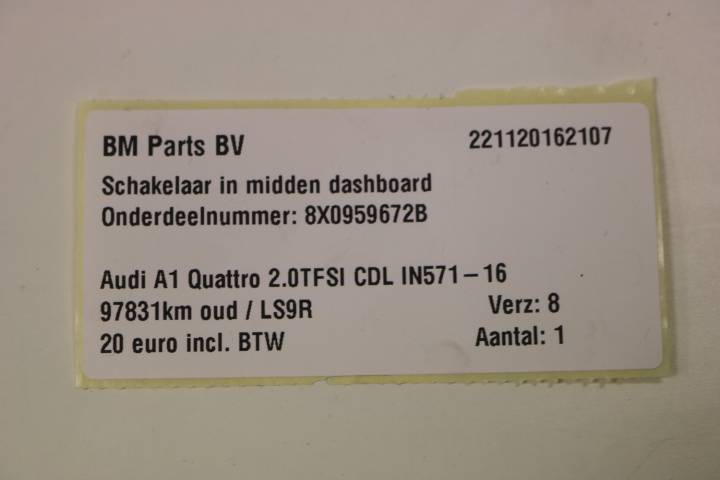 BM Parts BV 221120162107
Schakelaar in midden dashboard
Onderdeelnummer: 8X0959672B
Audi A1 Quattro 2.0TFSI CDL IN571-16
97831km oud / LS9R Verz: 8
20 euro incl. BTW Aantal: 1